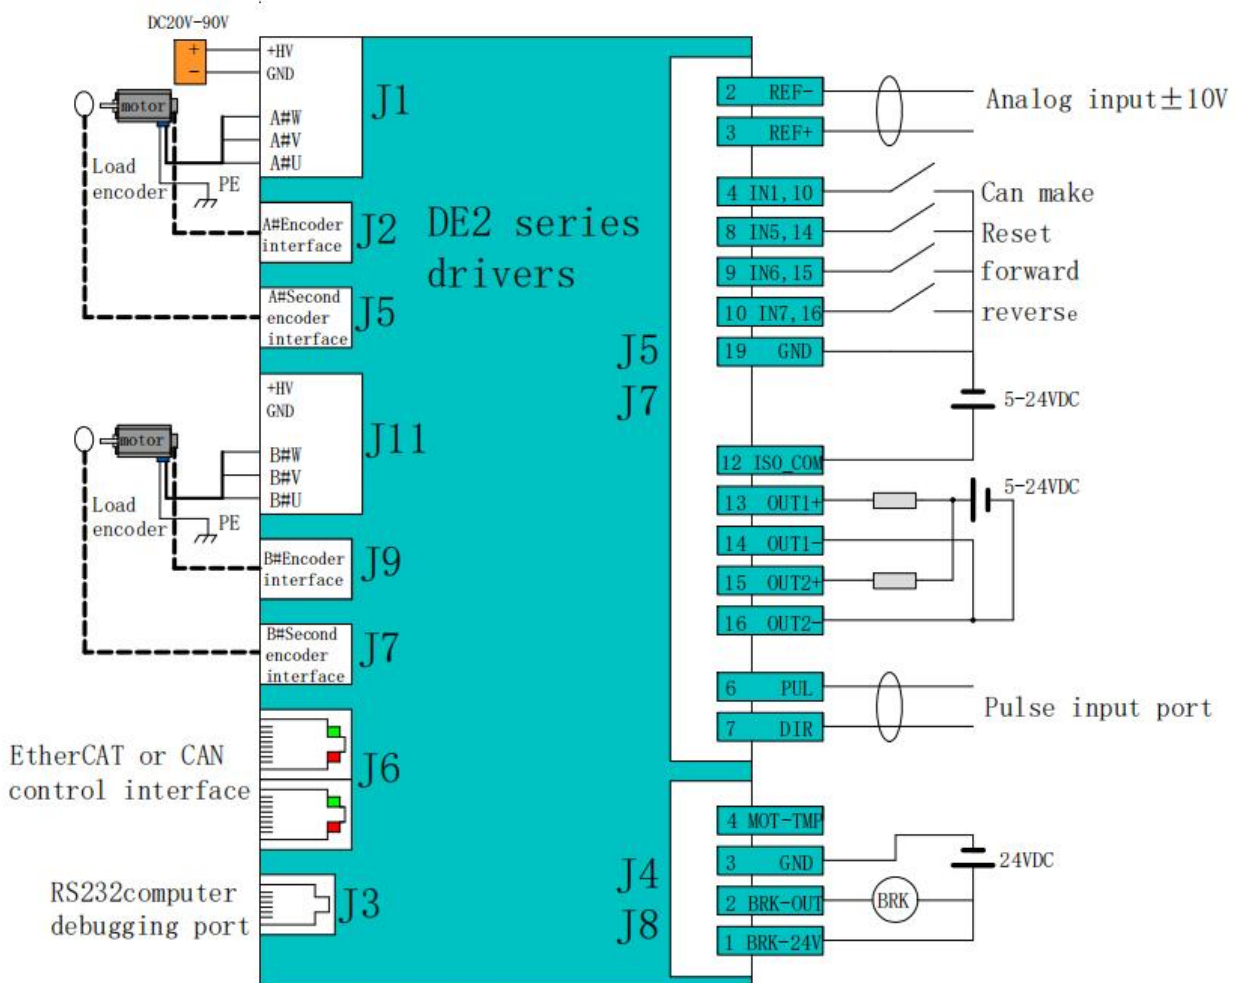 DC20V-90V
+
−
+HV
GND
A#W
A#V
A#U
J1
motor
Load
encoder
PE
A#Encoder
interface
J2
A#Second
encoder
interface
J5
DE2 series
drivers
+HV
GND
B#W
B#V
B#U
J11
motor
Load
encoder
PE
B#Encoder
interface
J9
B#Second
encoder
interface
J7
EtherCAT or CAN
control interface
J6
RS232computer
debugging port
J3
J5
J7
2 REF-
3 REF+
Analog input±10V
4 IN1,10
Can make
8 IN5,14
Reset
9 IN6,15
forward
10 IN7,16
reverse
19 GND
5-24VDC
12 ISO_COM
13 OUT1+
5-24VDC
14 OUT1-
15 OUT2+
16 OUT2-
6 PUL
7 DIR
Pulse input port
J4
J8
4 MOT-TMP
3 GND
24VDC
2 BRK-OUT
BRK
1 BRK-24V